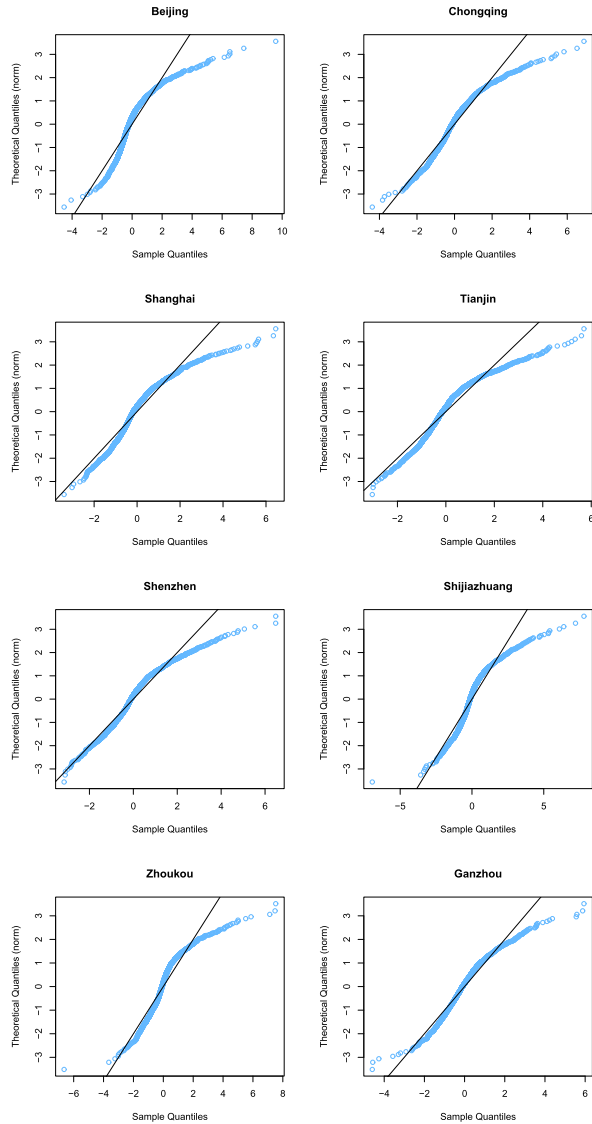 Beijing
Theoretical Quantiles (norm)
3
2
1
0
−1
−2
−3
−4 −2 0 2 4 6 8 10
Sample Quantiles
Chongqing
Theoretical Quantiles (norm)
3
2
1
0
−1
−2
−3
−4 −2 0 2 4 6
Sample Quantiles
Shanghai
Theoretical Quantiles (norm)
3
2
1
0
−1
−2
−3
−2 0 2 4 6
Sample Quantiles
Tianjin
Theoretical Quantiles (norm)
3
2
1
0
−1
−2
−3
−2 0 2 4 6
Sample Quantiles
Shenzhen
Theoretical Quantiles (norm)
3
2
1
0
−1
−2
−3
−2 0 2 4 6
Sample Quantiles
Shijiazhuang
Theoretical Quantiles (norm)
3
2
1
0
−1
−2
−3
−5 0 5
Sample Quantiles
Zhoukou
Theoretical Quantiles (norm)
3
2
1
0
−1
−2
−3
−6 −4 −2 0 2 4 6 8
Sample Quantiles
Ganzhou
Theoretical Quantiles (norm)
3
2
1
0
−1
−2
−3
−4 −2 0 2 4 6
Sample Quantiles